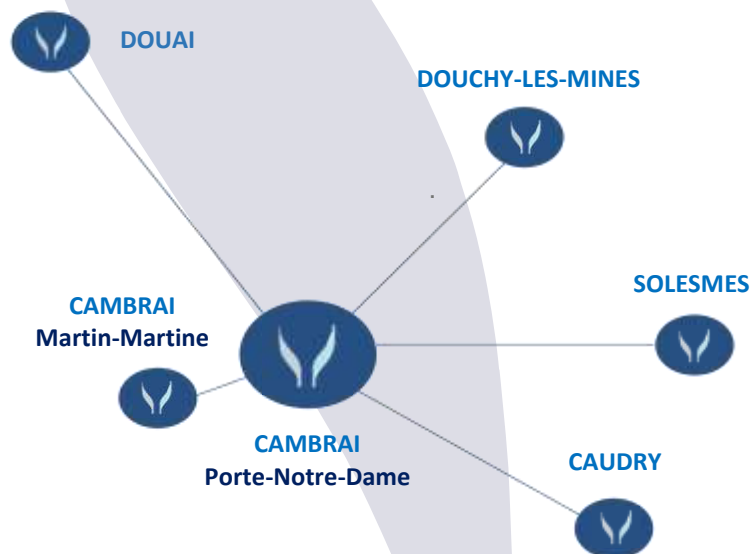 DOUAI
DOUCHY-LES-MINES
SOLESMES
CAMBRAI
Martin-Martine
CAMBRAI
Porte-Notre-Dame
CAUDRY